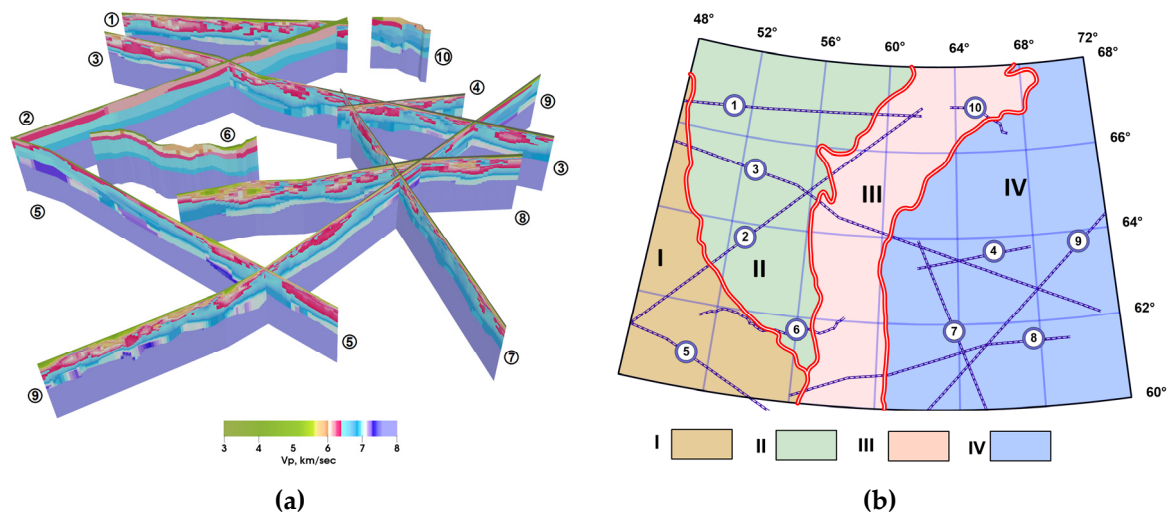 ①
③
②
⑤
⑥
⑩
④
⑨
③
⑧
⑦
⑤
⑨
3 4 5 6 7 8
Vp, km/sec
(a)
48° 52° 56° 60° 64° 68° 72°
68°
66°
64°
62°
60°
1
10
3
III
IV
2
4
9
I
II
6
7
8
5
I II III IV
(b)